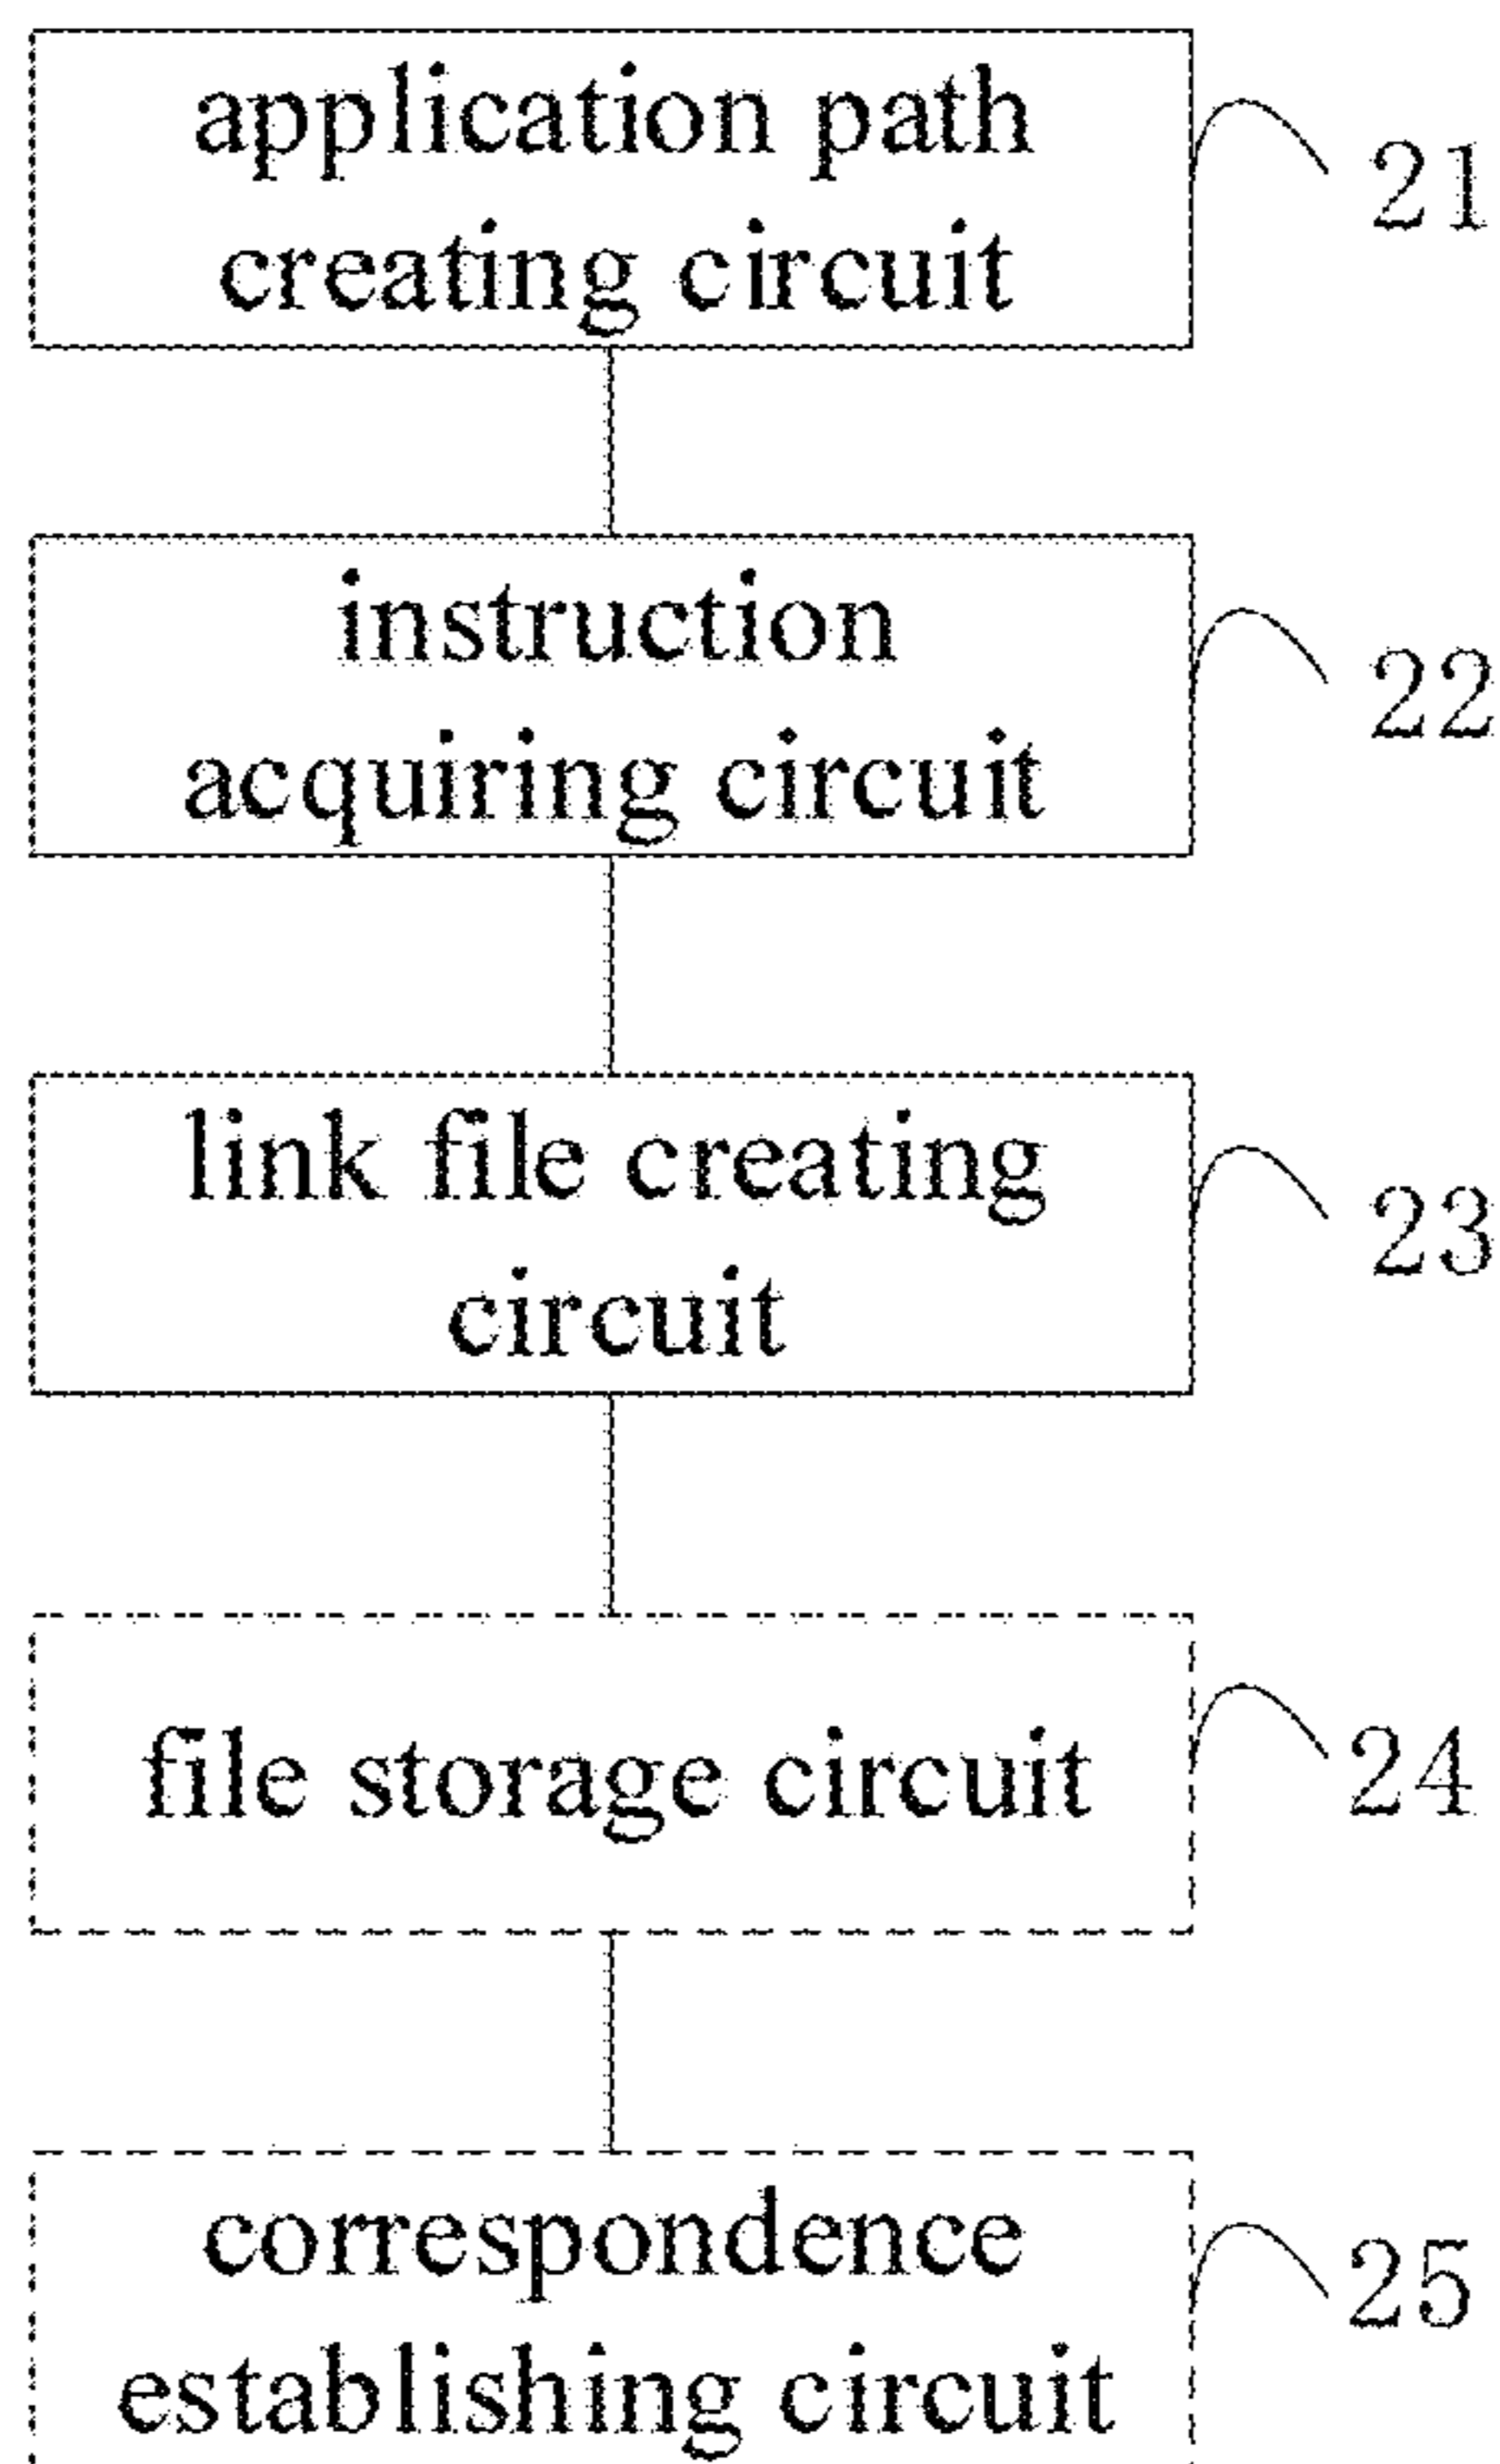 application path
creating circuit
21
instruction
acquiring circuit
22
link file creating
circuit
23
file storage circuit
24
correspondence
establishing circuit
25